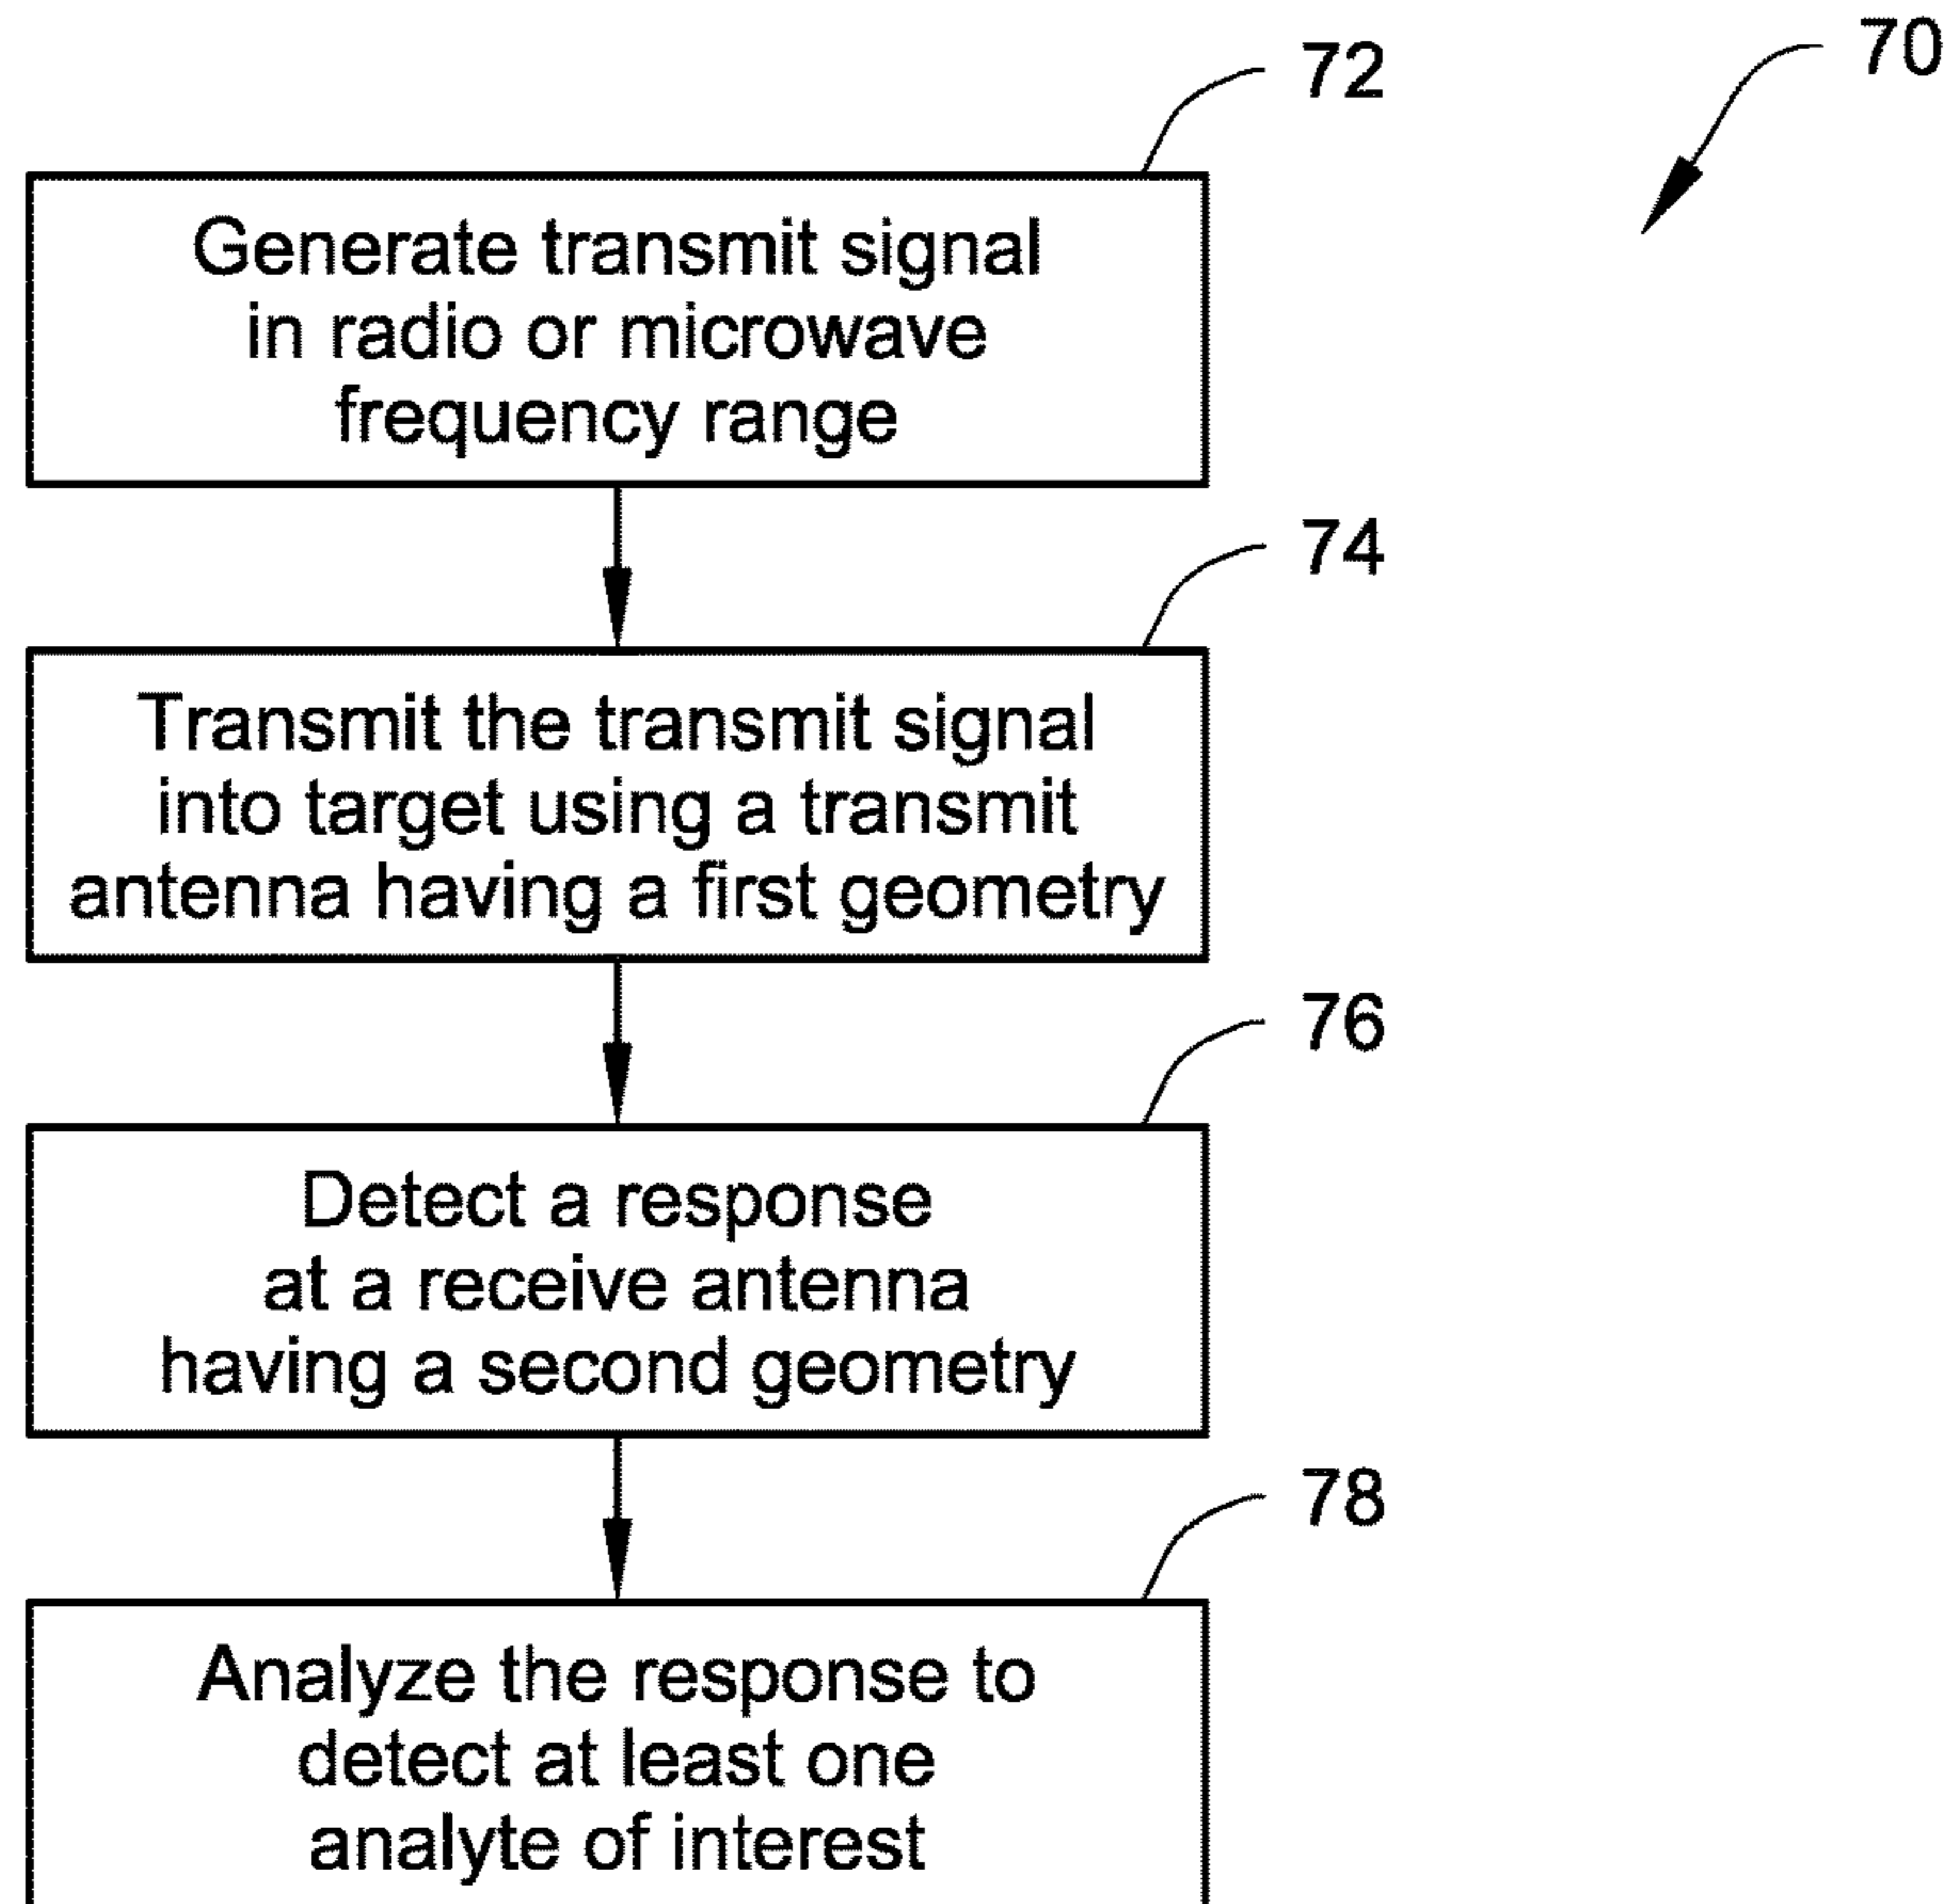 70
72
Generate transmit signal
in radio or microwave
frequency range
74
Transmit the transmit signal
into target using a transmit
antenna having a first geometry
76
Detect a response
at a receive antenna
having a second geometry
78
Analyze the response to
detect at least one
analyte of interest